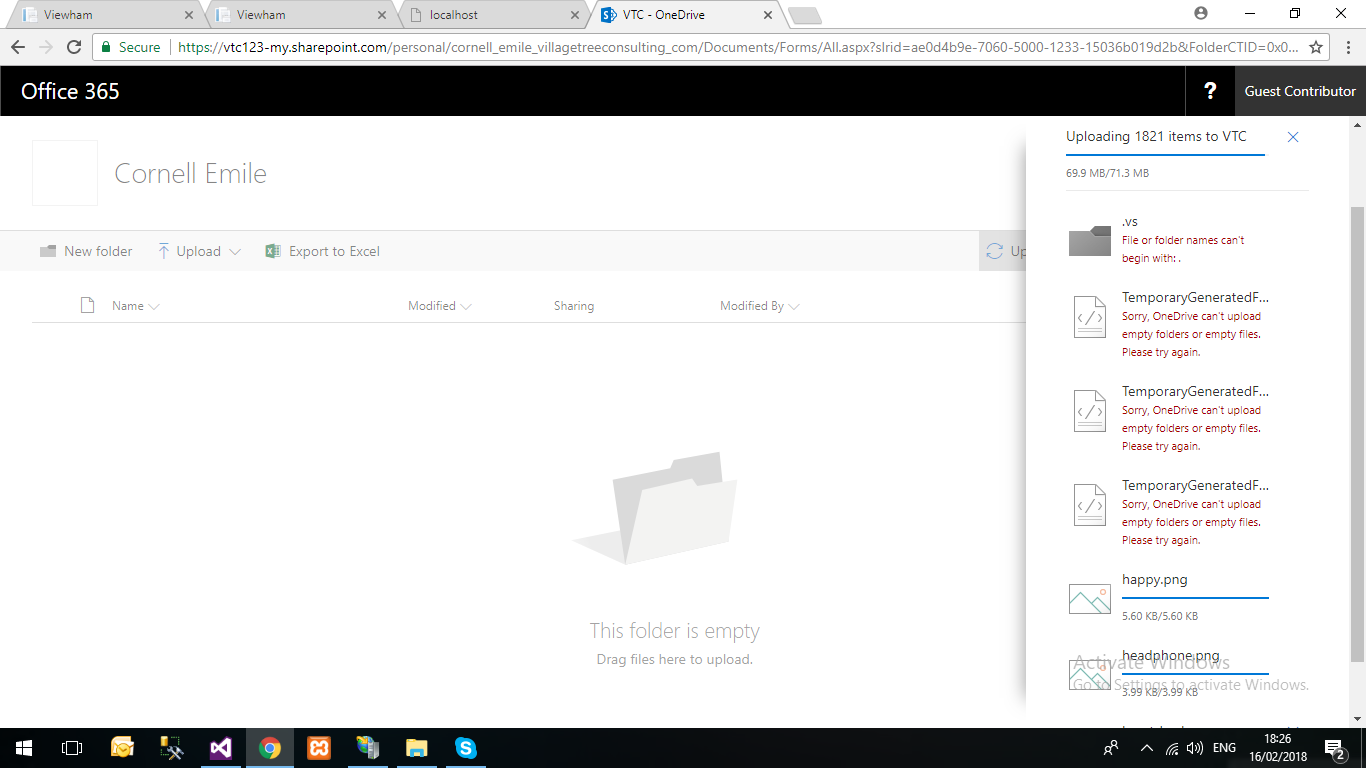 Viewham
Viewham
localhost
VTC - OneDrive
Secure
https://vtc123-my.sharepoint.com/personal/cornell_emile_villagetreeconsulting_com/Documents/Forms/All.aspx?slrid=ae0d4b9e-7060-5000-1233-15036b019d2b&FolderCTID=0x0...
Office 365
?
Guest Contributor
Cornell Emile
Uploading 1821 items to VTC
69.9 MB/71.3 MB
New folder
Upload
Export to Excel
Up
Name
Modified
Sharing
Modified By
.vs
File or folder names can't
begin with: .
TemporaryGeneratedF...
Sorry, OneDrive can't upload
empty folders or empty files.
Please try again.
TemporaryGeneratedF...
Sorry, OneDrive can't upload
empty folders or empty files.
Please try again.
TemporaryGeneratedF...
Sorry, OneDrive can't upload
empty folders or empty files.
Please try again.
happy.png
5.60 KB/5.60 KB
headphone.png
3.99 KB/3.99 KB
This folder is empty
Drag files here to upload.
Activate Windows
Go to Settings to activate Windows.
ENG
18:26
16/02/2018
2